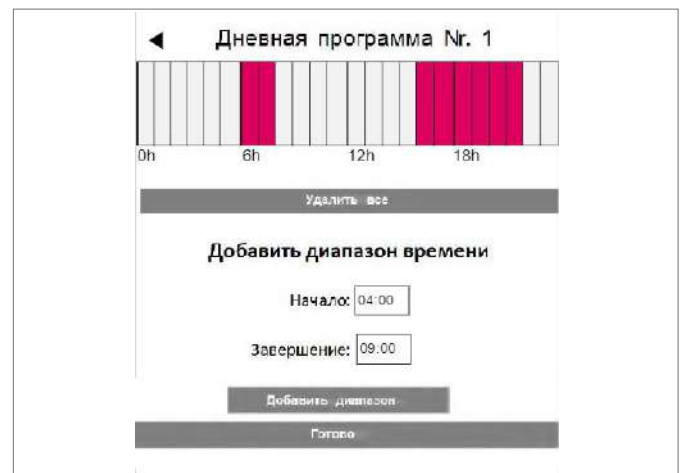 ◀ Дневная программа Nr. 1
0h 6h 12h 18h
Удалить все
Добавить диапазон времени
Начало: 04:00
Завершение: 09:00
Добавить диапазон
Готово